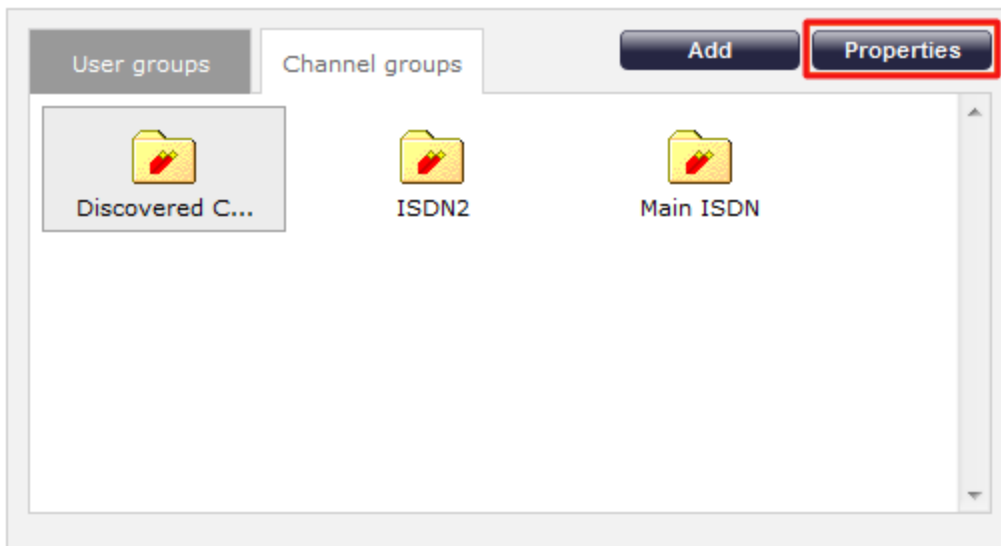 User groups
Channel groups
Add
Properties
Discovered C...
ISDN2
Main ISDN